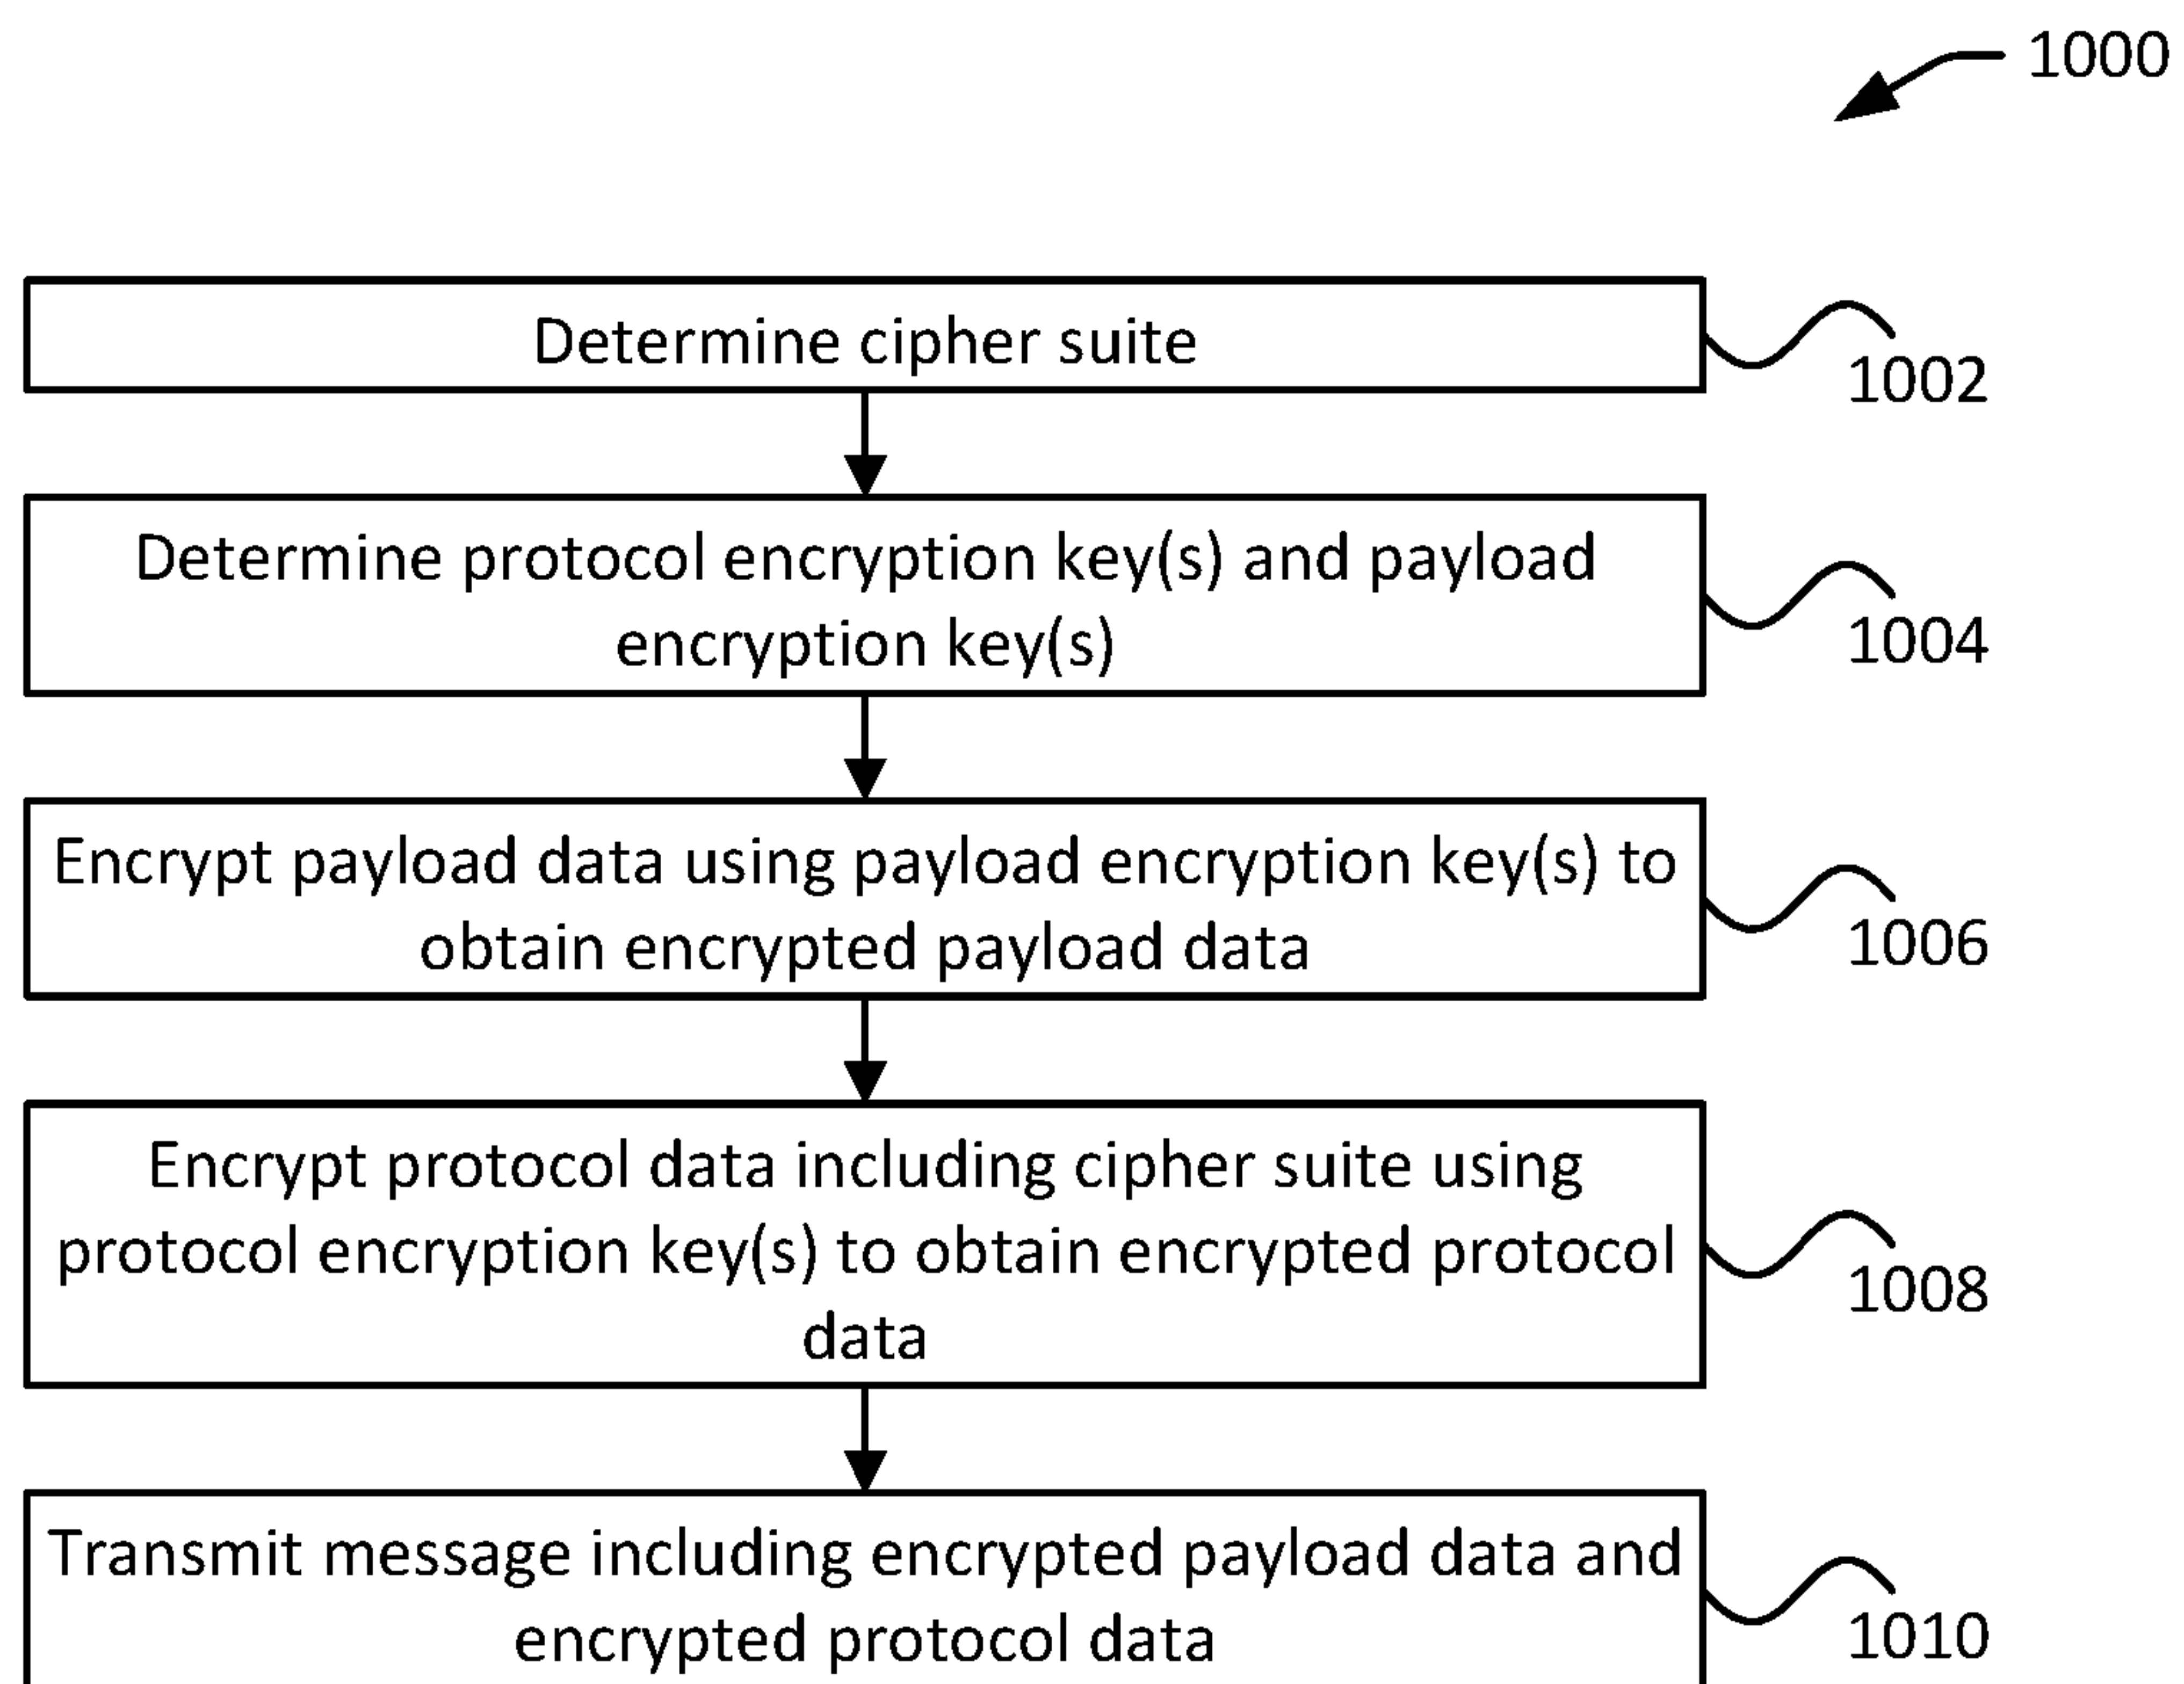 1000
Determine cipher suite
1002
Determine protocol encryption key(s) and payload
encryption key(s)
1004
Encrypt payload data using payload encryption key(s) to
obtain encrypted payload data
1006
Encrypt protocol data including cipher suite using
protocol encryption key(s) to obtain encrypted protocol
data
1008
Transmit message including encrypted payload data and
encrypted protocol data
1010